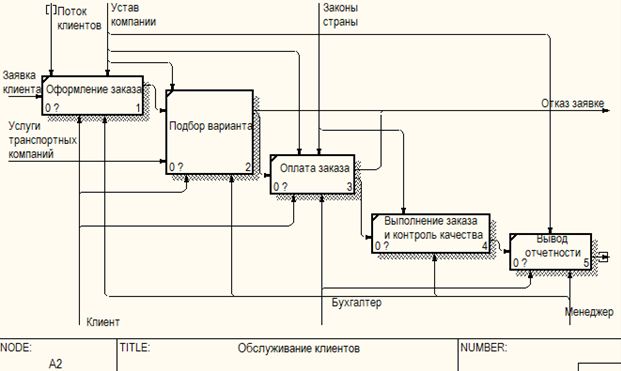 Поток
клиентов
Устав
компании
Законы
страны
Заявка
клиента
Оформление заказа
0 ?
1
Отказ заявке
Услуги
транспортных
компаний
Подбор варианта
0 ?
2
Оплата заказа
0 ?
3
Выполнение заказа
и контроль качества
0 ?
4
Вывод
отчетности
0 ?
5
Клиент
Бухгалтер
Менеджер
NODE:
TITLE:
Обслуживание клиентов
NUMBER:
A2